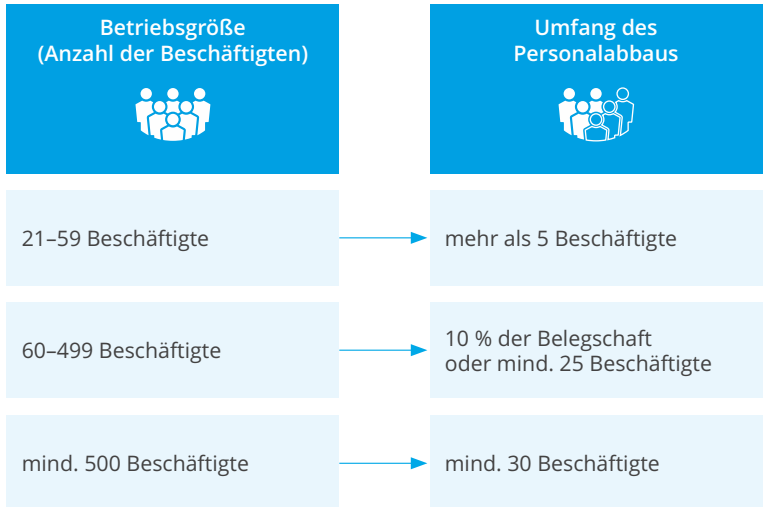 Betriebsgröße
(Anzahl der Beschäftigten)
Umfang des
Personalabbaus
21–59 Beschäftigte
mehr als 5 Beschäftigte
60–499 Beschäftigte
10 % der Belegschaft
oder mind. 25 Beschäftigte
mind. 500 Beschäftigte
mind. 30 Beschäftigte